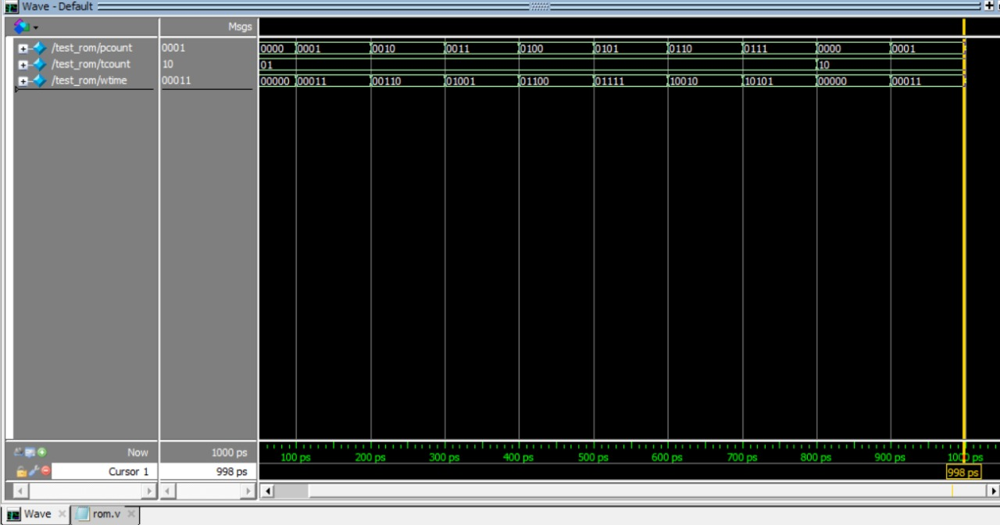 Wave - Default
Msgs
/test_rom/pcount 0001 0000 0001 0010 0011 0100 0101 0110 0111 0000 0001
/test_rom/tcount 10 01 10
/test_rom/wtime 00011 00000 00011 00110 01001 01100 01111 10010 10101 00000 00011
Now 1000 ps 100 ps 200 ps 300 ps 400 ps 500 ps 600 ps 700 ps 800 ps 900 ps 1000 ps
Cursor 1 998 ps 998 ps
Wave rom.v